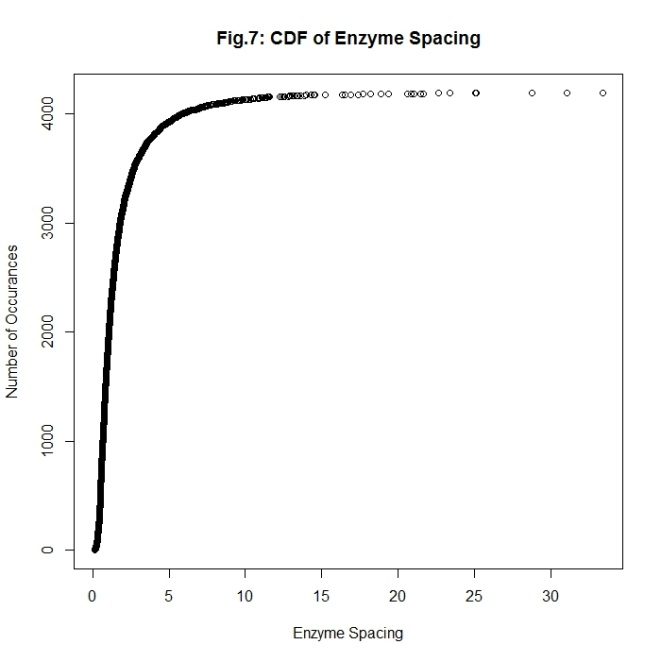 Fig.7: CDF of Enzyme Spacing
Number of Occurances
4000
3000
2000
1000
0
0 5 10 15 20 25 30
Enzyme Spacing